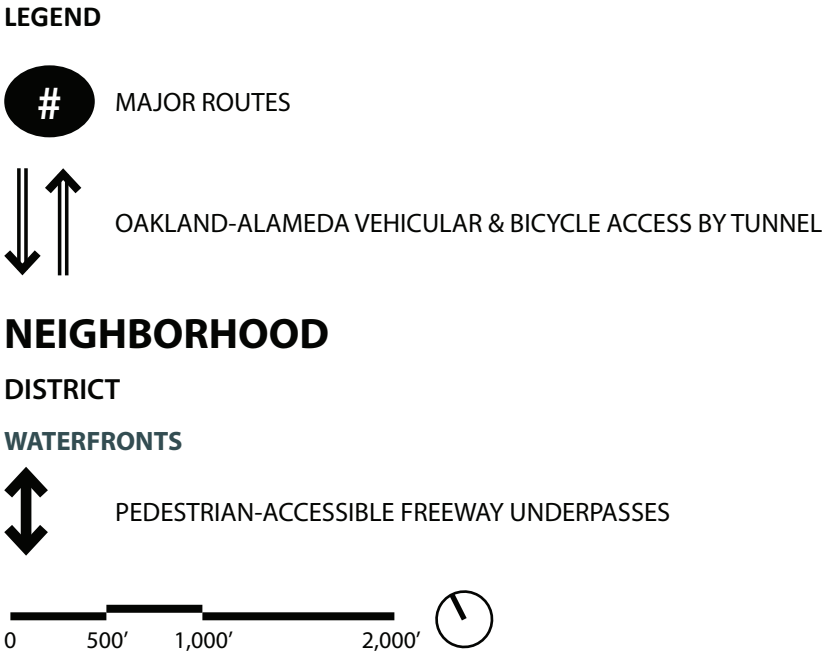 LEGEND
#
MAJOR ROUTES
OAKLAND-ALAMEDA VEHICULAR & BICYCLE ACCESS BY TUNNEL
NEIGHBORHOOD
DISTRICT
WATERFRONTS
PEDESTRIAN-ACCESSIBLE FREEWAY UNDERPASSES
0 500′ 1,000′ 2,000′